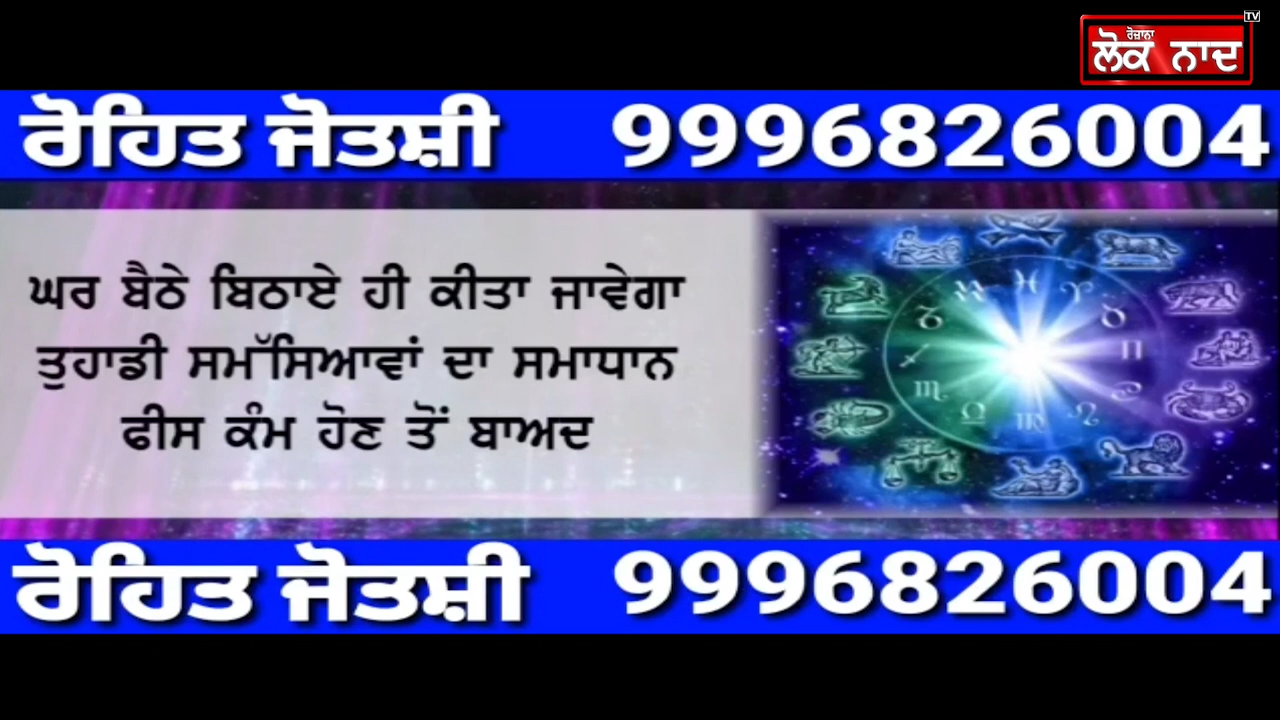 TV
ਰੋਜ਼ਾਨਾ
ਲੋਕ ਨਾਦ
ਰੋਹਿਤ ਜੋਤਸ਼ੀ 9996826004
ਘਰ ਬੈਠੇ ਬਿਠਾਏ ਹੀ ਕੀਤਾ ਜਾਵੇਗਾ
ਤੁਹਾਡੀ ਸਮੱਸਿਆਵਾਂ ਦਾ ਸਮਾਧਾਨ
ਫੀਸ ਕੰਮ ਹੋਣ ਤੋਂ ਬਾਅਦ
ਰੋਹਿਤ ਜੋਤਸ਼ੀ 9996826004